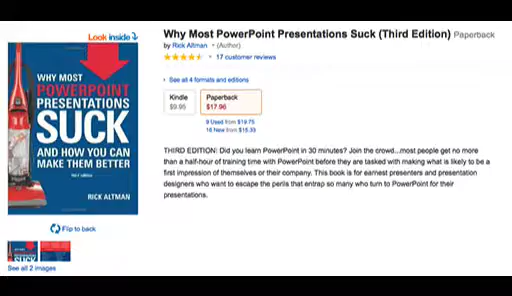 Look inside
WHY MOST
POWERPOINT
PRESENTATIONS
SUCK
AND HOW YOU CAN
MAKE THEM BETTER
Third edition
RICK ALTMAN
Flip to back
See all 2 images
Why Most PowerPoint Presentations Suck (Third Edition) Paperback
by Rick Altman (Author)
17 customer reviews
See all 4 formats and editions
Kindle
$9.95
Paperback
$17.96
9 Used from $19.75
16 New from $15.33
THIRD EDITION: Did you learn PowerPoint in 30 minutes? Join the crowd...most people get no more
than a half-hour of training time with PowerPoint before they are tasked with making what is likely to be a
first impression of themselves or their company. This book is for earnest presenters and presentation
designers who want to escape the perils that entrap so many who turn to PowerPoint for their
presentations.